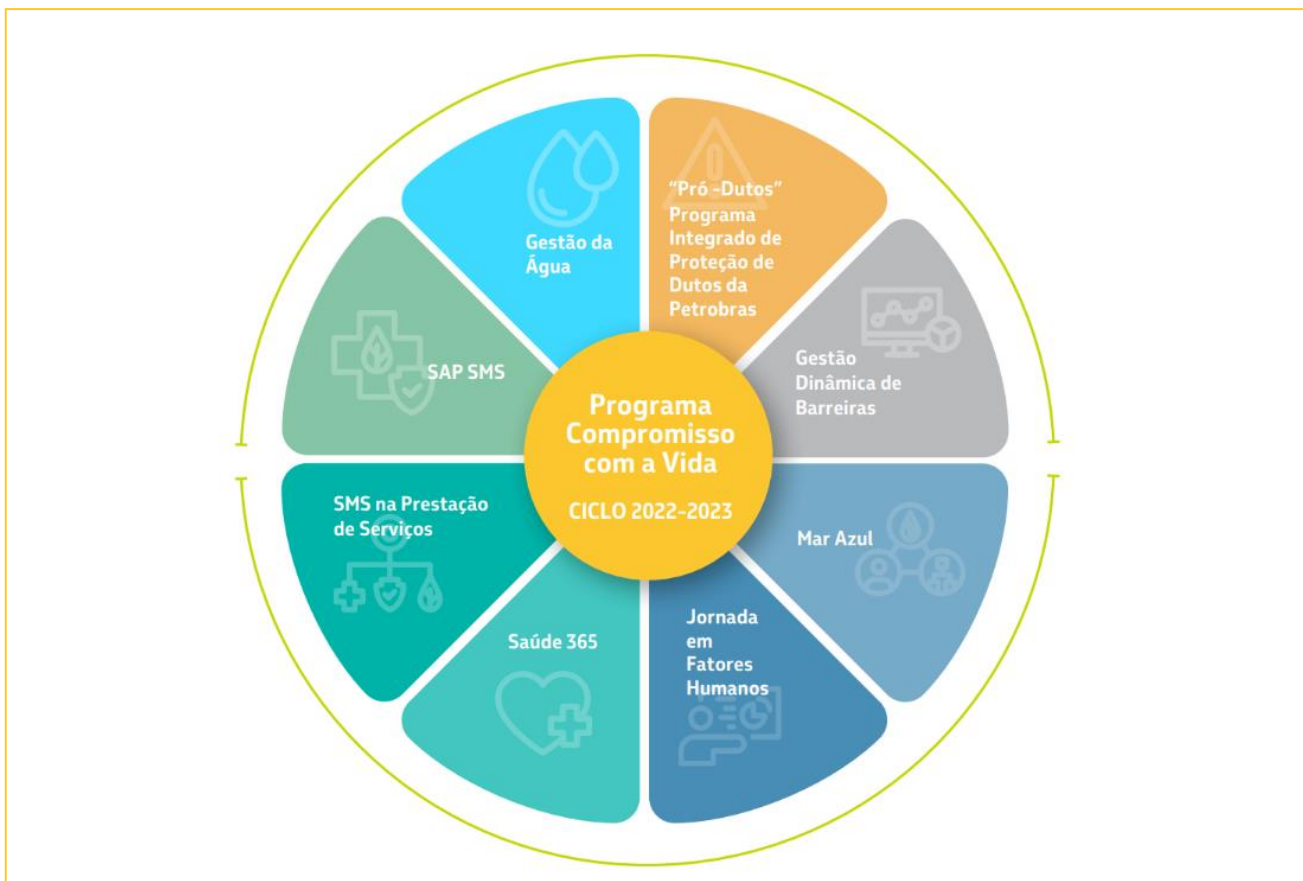 Programa
Compromisso
com a Vida
CICLO 2022-2023
"Pró -Dutos"
Programa
Integrado de
Proteção de
Dutos da
Petrobras
Gestão
Dinâmica de
Barreiras
Mar Azul
Jornada
em
Fatores
Humanos
Saúde 365
SMS na Prestação
de Serviços
SAP SMS
Gestão da
Água